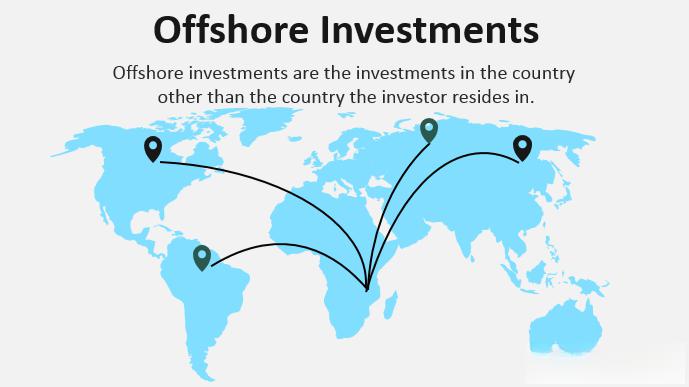 Offshore Investments
Offshore investments are the investments in the country
other than the country the investor resides in.